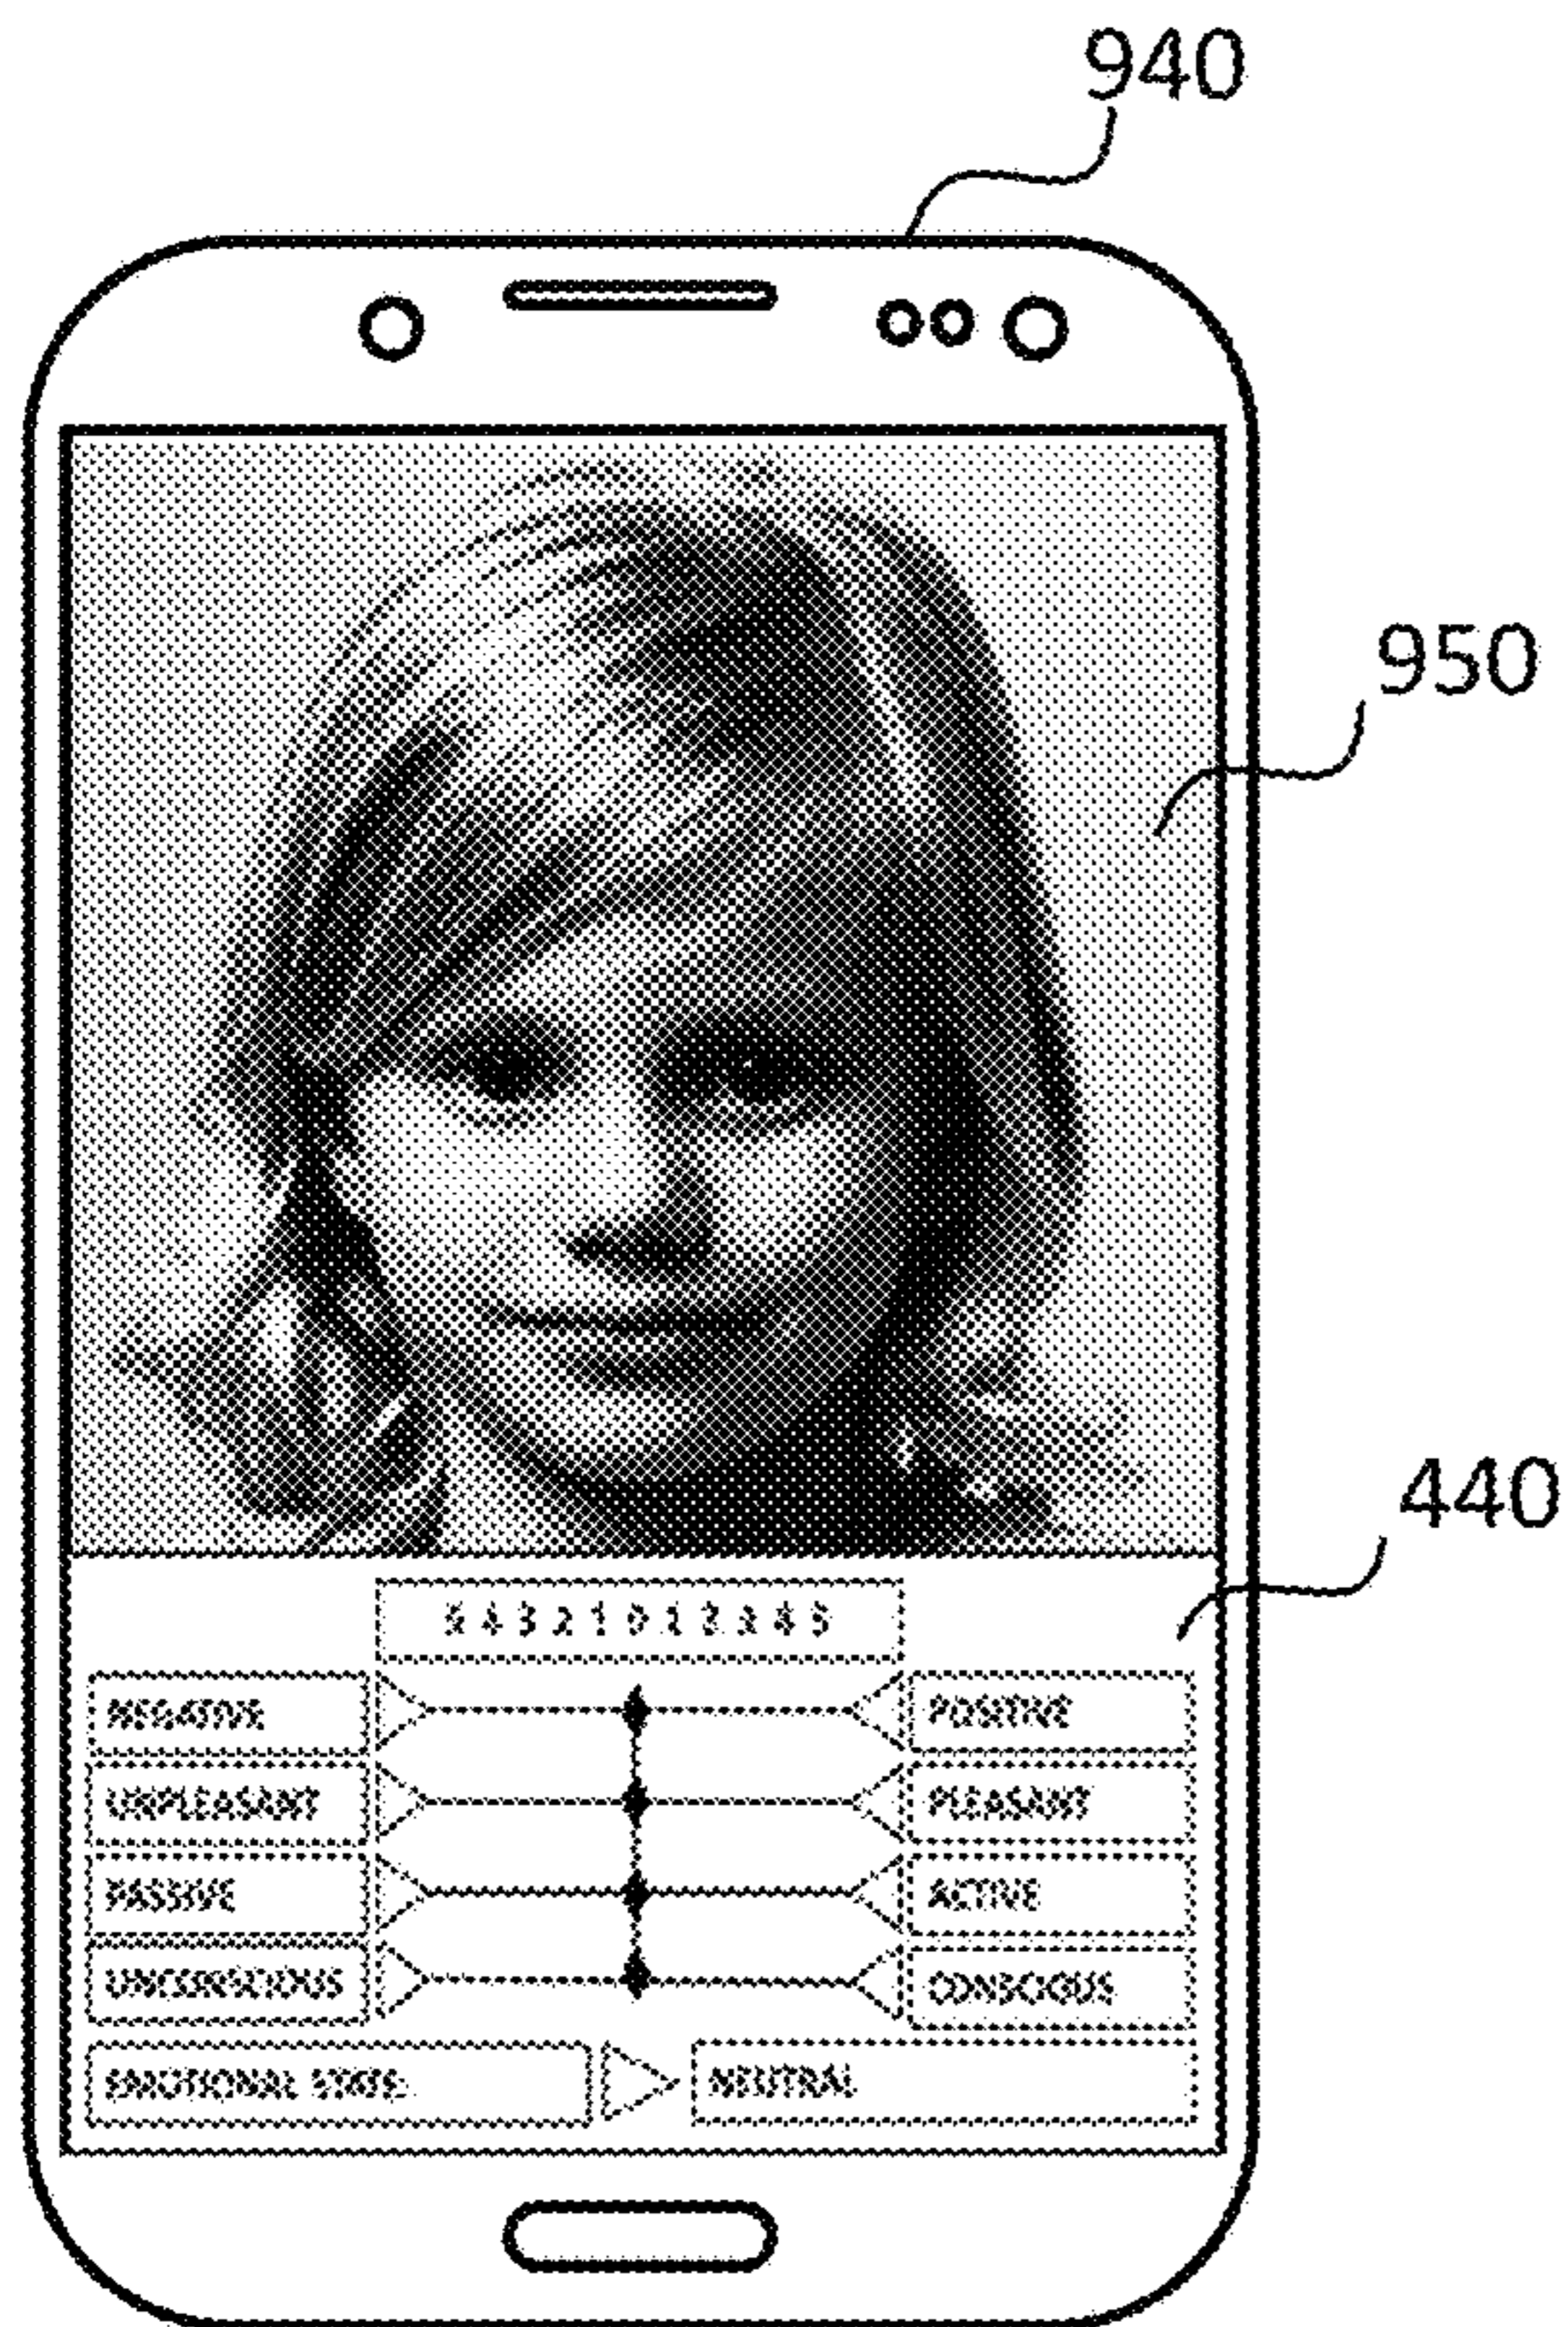 940
950
440
5 4 3 2 1 0 1 2 3 4 5
NEGATIVE POSITIVE
UNPLEASANT PLEASANT
PASSIVE ACTIVE
UNCONSCIOUS CONSCIOUS
EMOTIONAL STATE: NEUTRAL